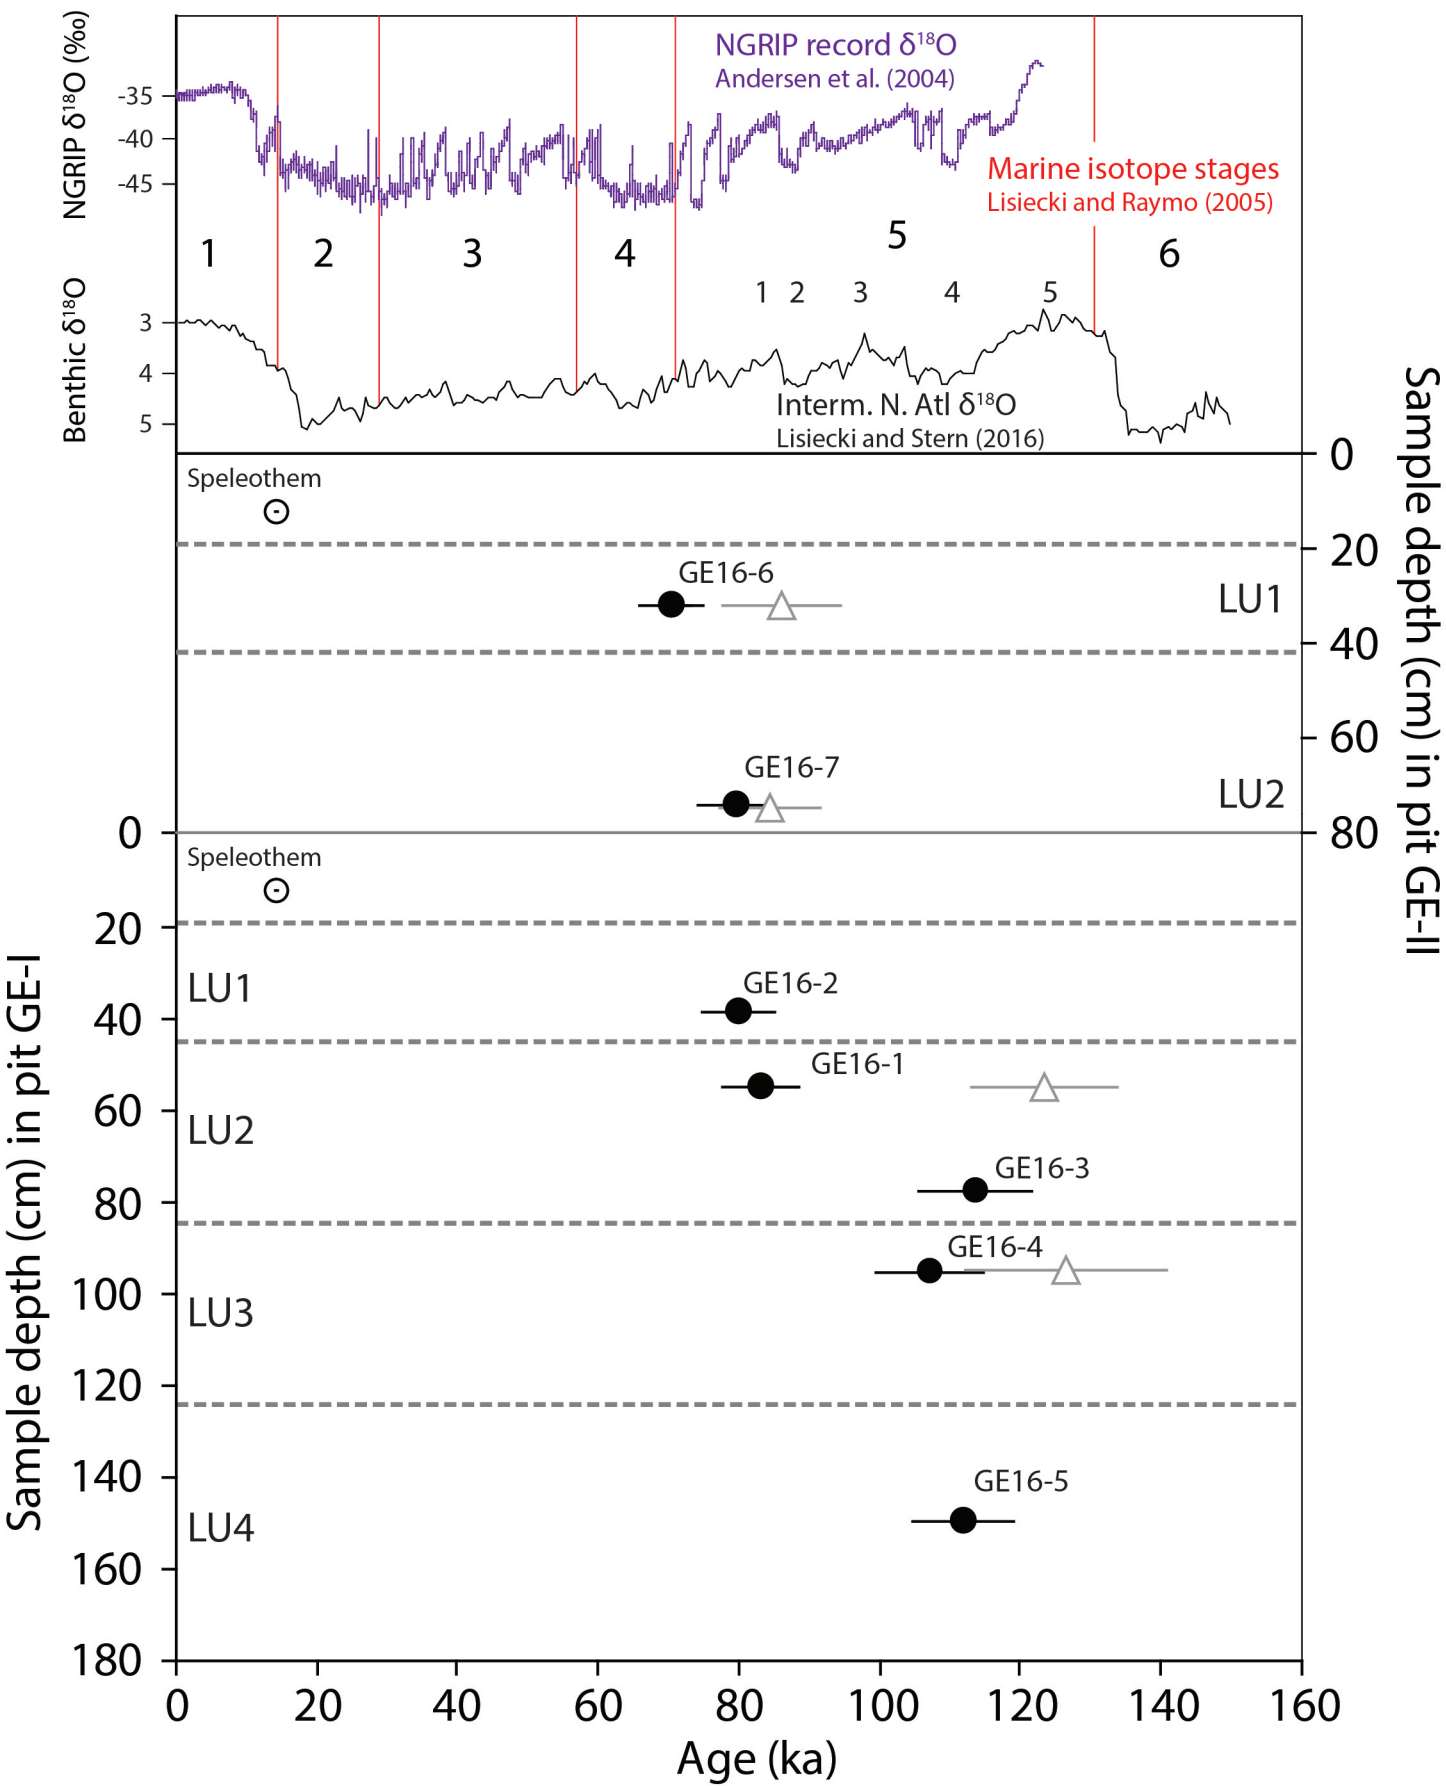 NGRIP δ¹⁸O (‰)
-35
-40
-45
NGRIP record δ¹⁸O
Andersen et al. (2004)
Marine isotope stages
Lisiecki and Raymo (2005)
1
2
3
4
5
6
1
2
3
4
5
Benthic δ¹⁸O
3
4
5
Interm. N. Atl δ¹⁸O
Lisiecki and Stern (2016)
Sample depth (cm) in pit GE-II
0
20
40
60
80
Speleothem
GE16-6
LU1
GE16-7
LU2
Sample depth (cm) in pit GE-I
0
20
40
60
80
100
120
140
160
180
Speleothem
LU1
GE16-2
GE16-1
LU2
GE16-3
GE16-4
LU3
GE16-5
LU4
0
20
40
60
80
100
120
140
160
Age (ka)